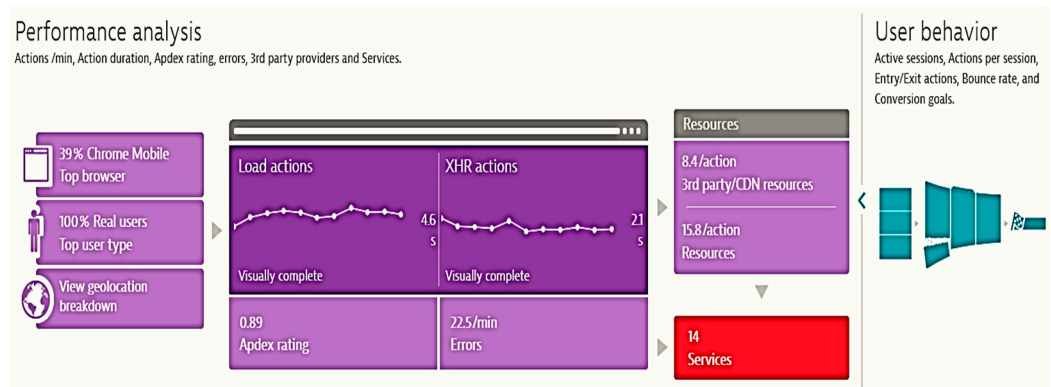 Performance analysis
Actions /min, Action duration, Apdex rating, errors, 3rd party providers and Services.
39% Chrome Mobile
Top browser
100% Real users
Top user type
View geolocation
breakdown
Load actions
4.6
s
Visually complete
XHR actions
2.1
s
Visually complete
0.89
Apdex rating
22.5/min
Errors
Resources
8.4/action
3rd party/CDN resources
15.8/action
Resources
14
Services
User behavior
Active sessions, Actions per session,
Entry/Exit actions, Bounce rate, and
Conversion goals.